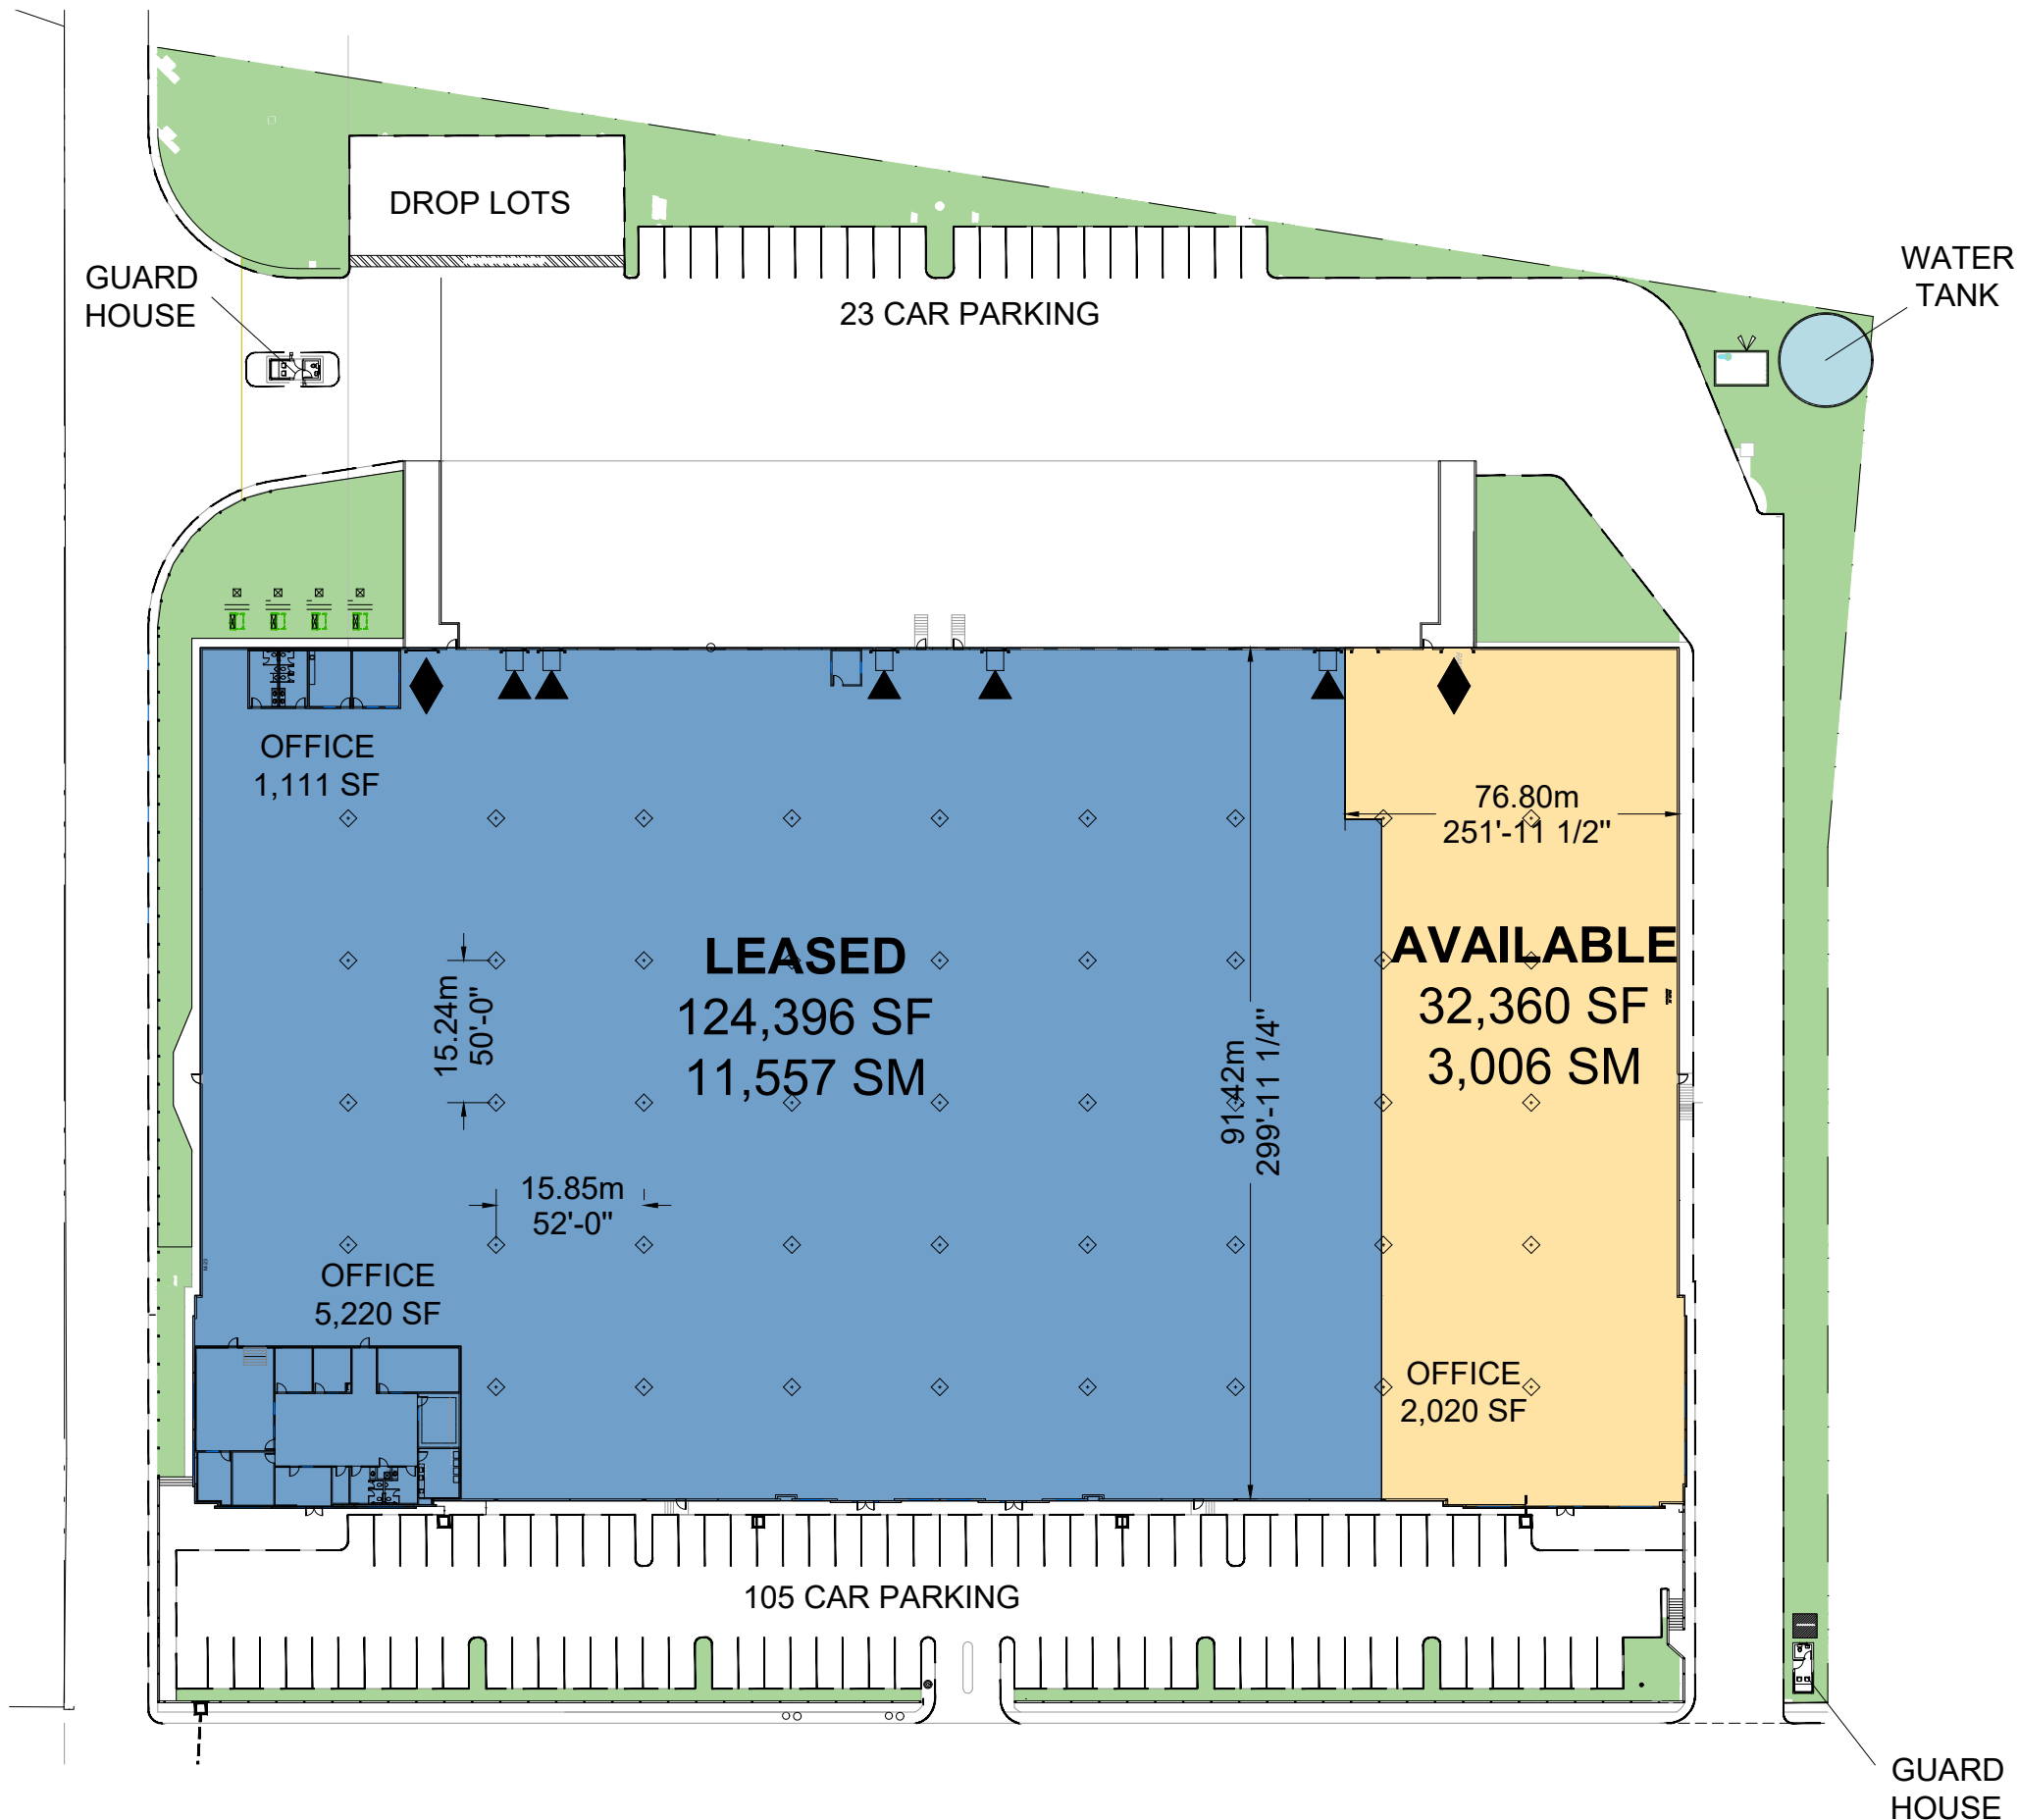 DROP LOTS
GUARD
HOUSE
23 CAR PARKING
WATER
TANK
OFFICE
1,111 SF
76.80m
251'-11 1/2"
LEASED
124,396 SF
11,557 SM
AVAILABLE
32,360 SF
3,006 SM
15.24m
50'-0"
91.42m
299'-11 1/4"
15.85m
52'-0"
OFFICE
5,220 SF
OFFICE
2,020 SF
105 CAR PARKING
GUARD
HOUSE